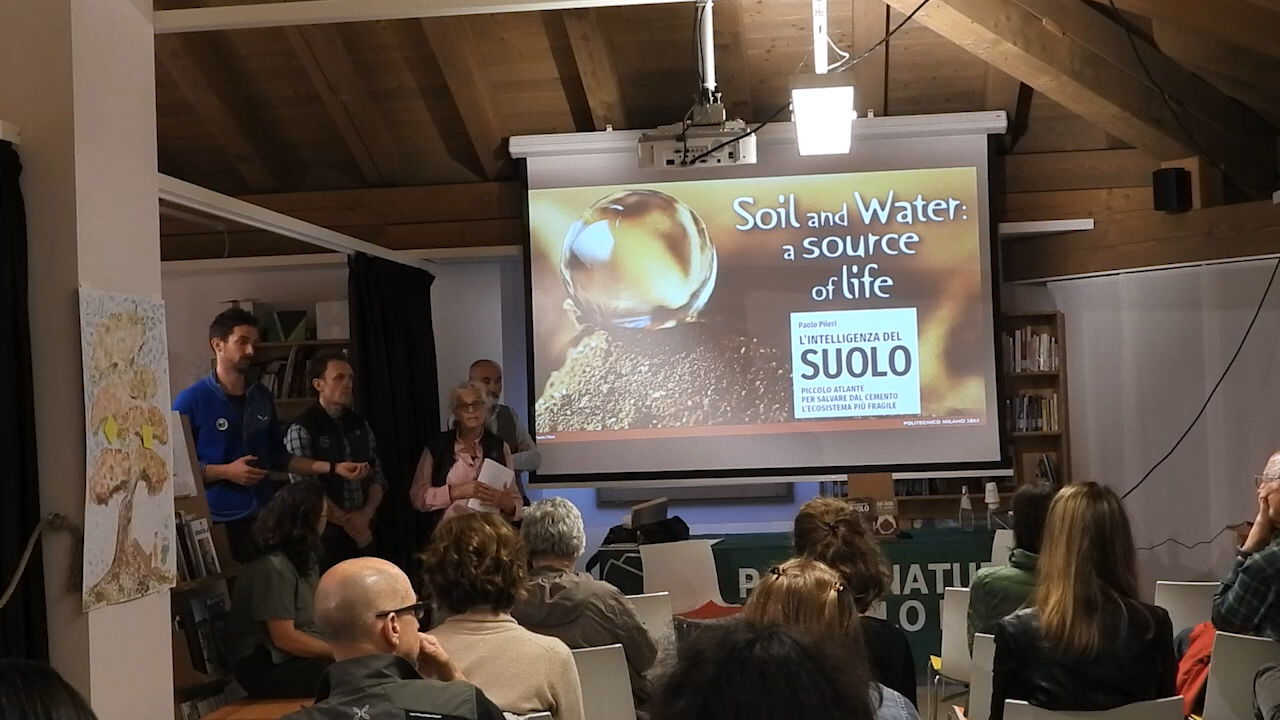 Soil and Water:
a source
of life
Paolo Pileri
L'INTELLIGENZA DEL
SUOLO
PICCOLO ATLANTE
PER SALVARE DAL CEMENTO
L'ECOSISTEMA PIÙ FRAGILE
POLITECNICO MILANO 1863